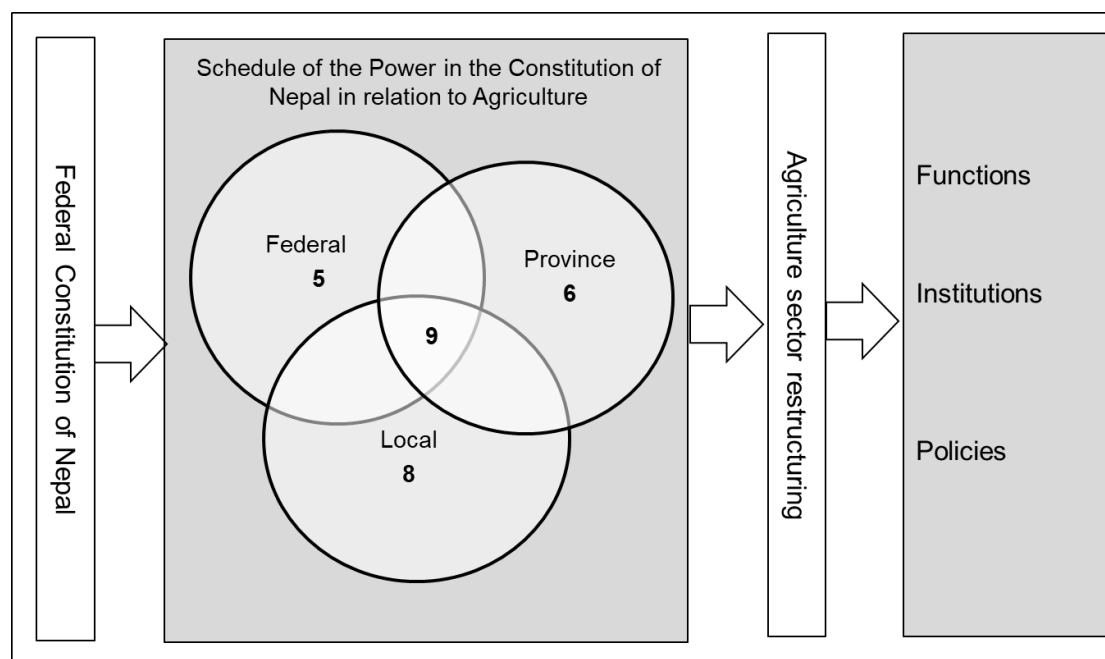 Federal Constitution of Nepal
Schedule of the Power in the Constitution of
Nepal in relation to Agriculture
Federal
5
Province
6
9
Local
8
Agriculture sector restructuring
Functions
Institutions
Policies